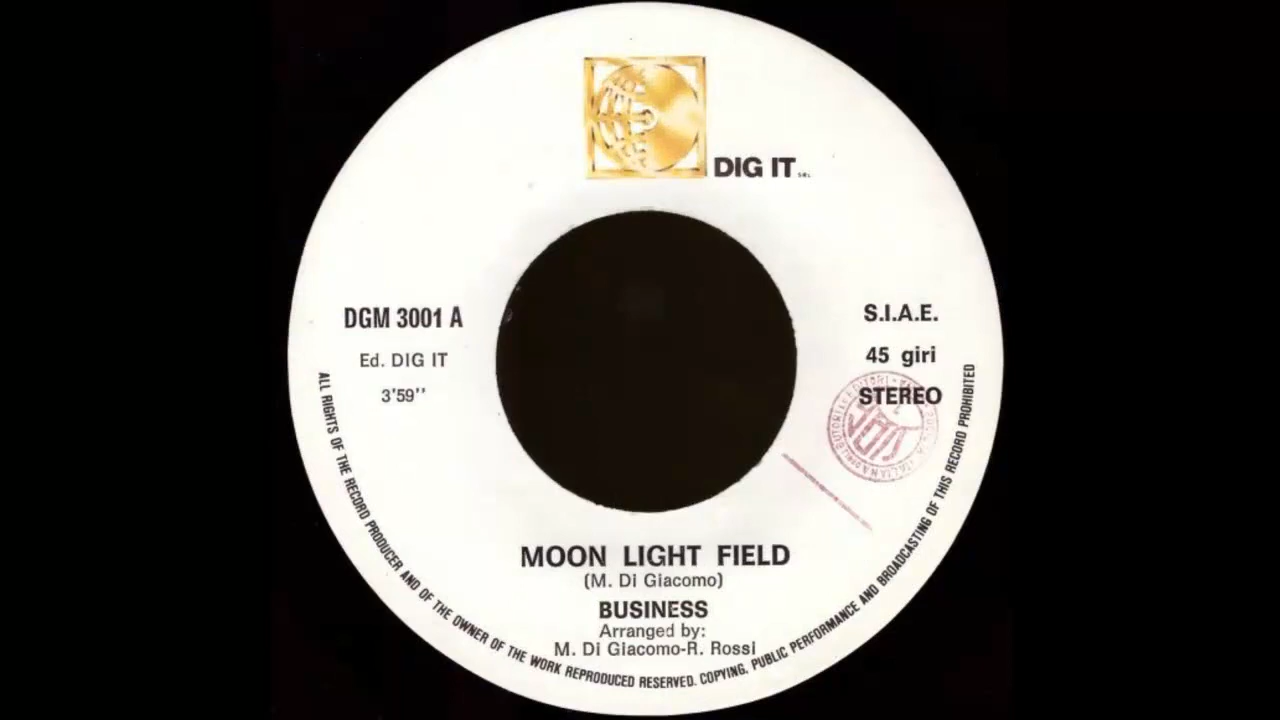 DIG IT SRL
DGM 3001 A
Ed. DIG IT
3'59"
S.I.A.E.
45 giri
STEREO
MOON LIGHT FIELD
(M. Di Giacomo)
BUSINESS
Arranged by:
M. Di Giacomo-R. Rossi
ALL RIGHTS OF THE RECORD PRODUCER AND OF THE OWNER OF THE WORK REPRODUCED RESERVED. COPYING, PUBLIC PERFORMANCE AND BROADCASTING OF THIS RECORD PROHIBITED